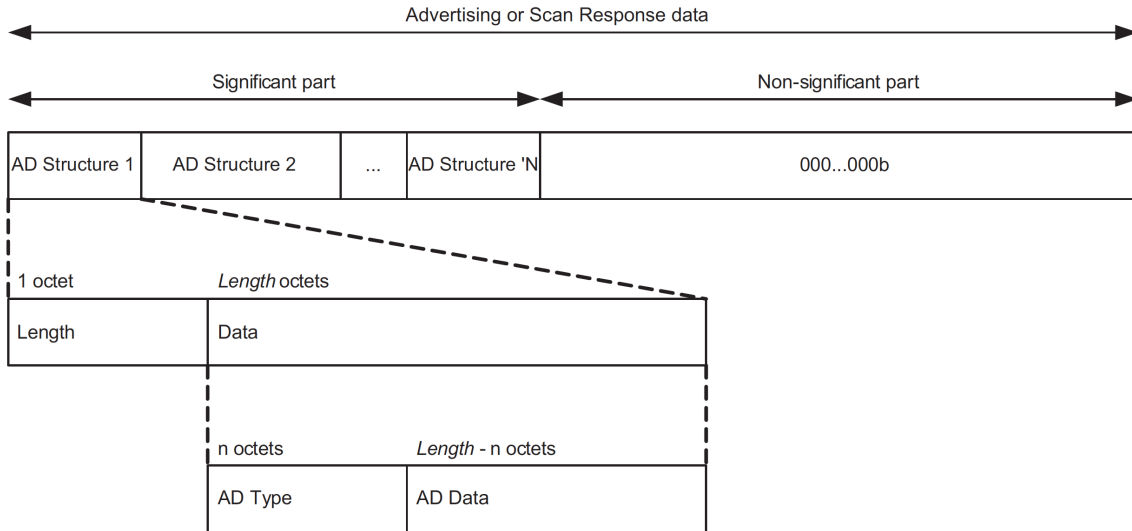 Advertising or Scan Response data
Significant part
Non-significant part
AD Structure 1
AD Structure 2
...
AD Structure 'N
000...000b
1 octet
Length octets
Length
Data
n octets
Length - n octets
AD Type
AD Data